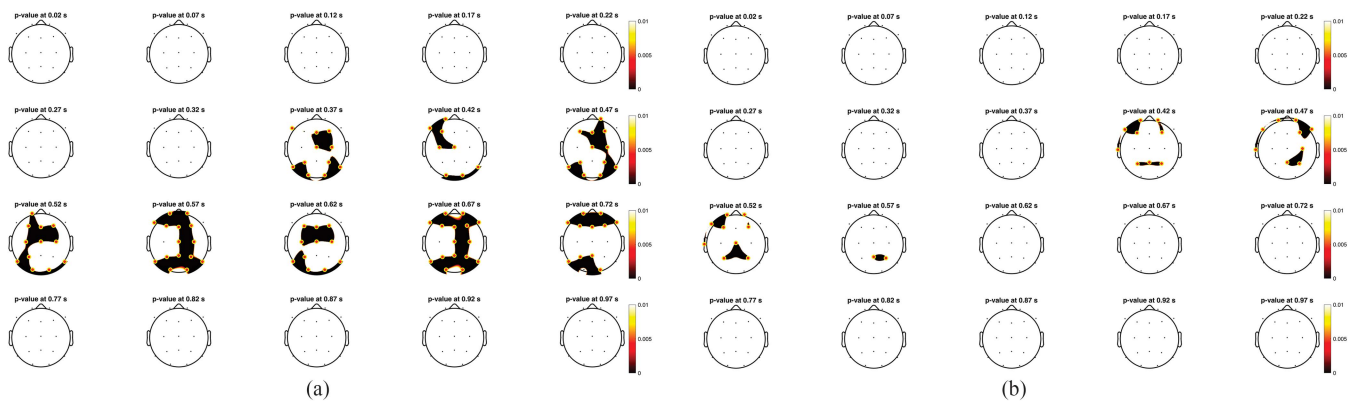 p-value at 0.02 s p-value at 0.07 s p-value at 0.12 s p-value at 0.17 s p-value at 0.22 s
0.01
0.005
0
p-value at 0.27 s p-value at 0.32 s p-value at 0.37 s p-value at 0.42 s p-value at 0.47 s
0.01
0.005
0
p-value at 0.52 s p-value at 0.57 s p-value at 0.62 s p-value at 0.67 s p-value at 0.72 s
0.01
0.005
0
p-value at 0.77 s p-value at 0.82 s p-value at 0.87 s p-value at 0.92 s p-value at 0.97 s
0.01
0.005
0
(a)
p-value at 0.02 s p-value at 0.07 s p-value at 0.12 s p-value at 0.17 s p-value at 0.22 s
0.01
0.005
0
p-value at 0.27 s p-value at 0.32 s p-value at 0.37 s p-value at 0.42 s p-value at 0.47 s
0.01
0.005
0
p-value at 0.52 s p-value at 0.57 s p-value at 0.62 s p-value at 0.67 s p-value at 0.72 s
0.01
0.005
0
p-value at 0.77 s p-value at 0.82 s p-value at 0.87 s p-value at 0.92 s p-value at 0.97 s
0.01
0.005
0
(b)